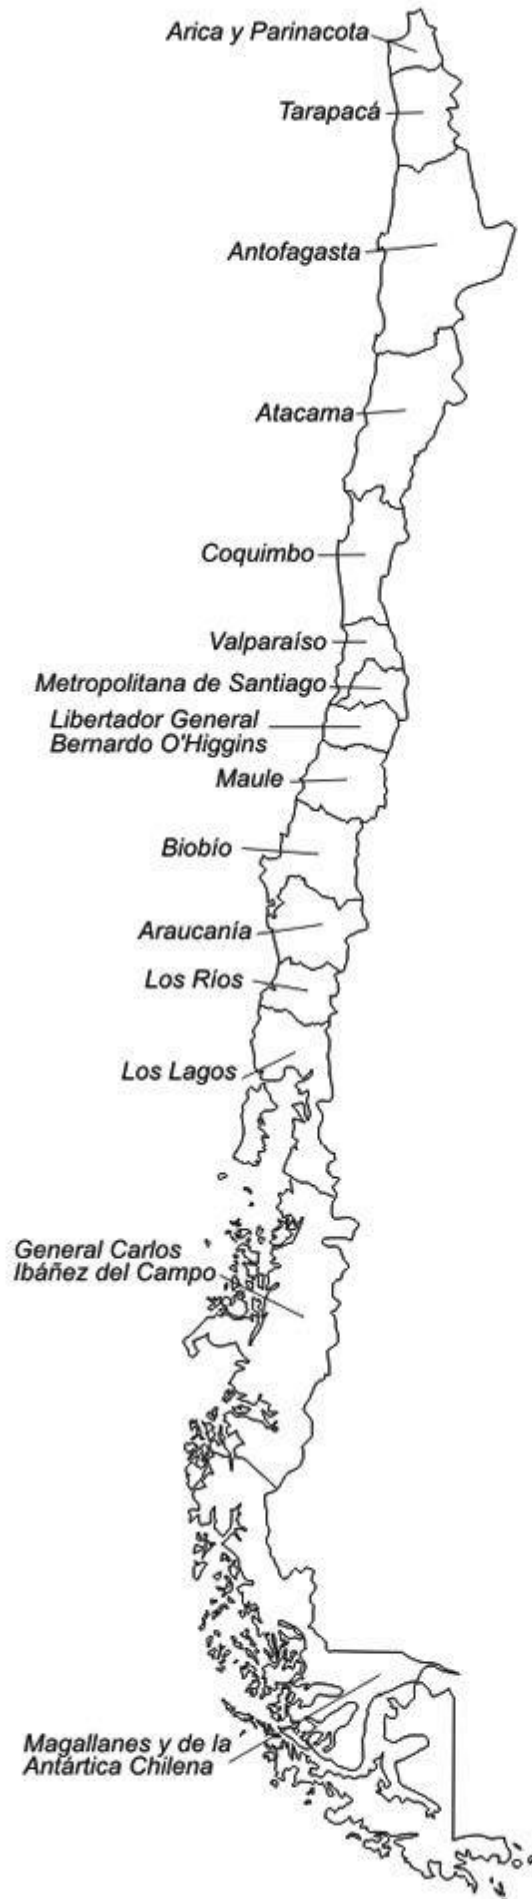 Arica y Parinacota
Tarapacá
Antofagasta
Atacama
Coquimbo
Valparaíso
Metropolitana de Santiago
Libertador General
Bernardo O'Higgins
Maule
Biobío
Araucanía
Los Ríos
Los Lagos
General Carlos
Ibáñez del Campo
Magallanes y de la
Antártica Chilena